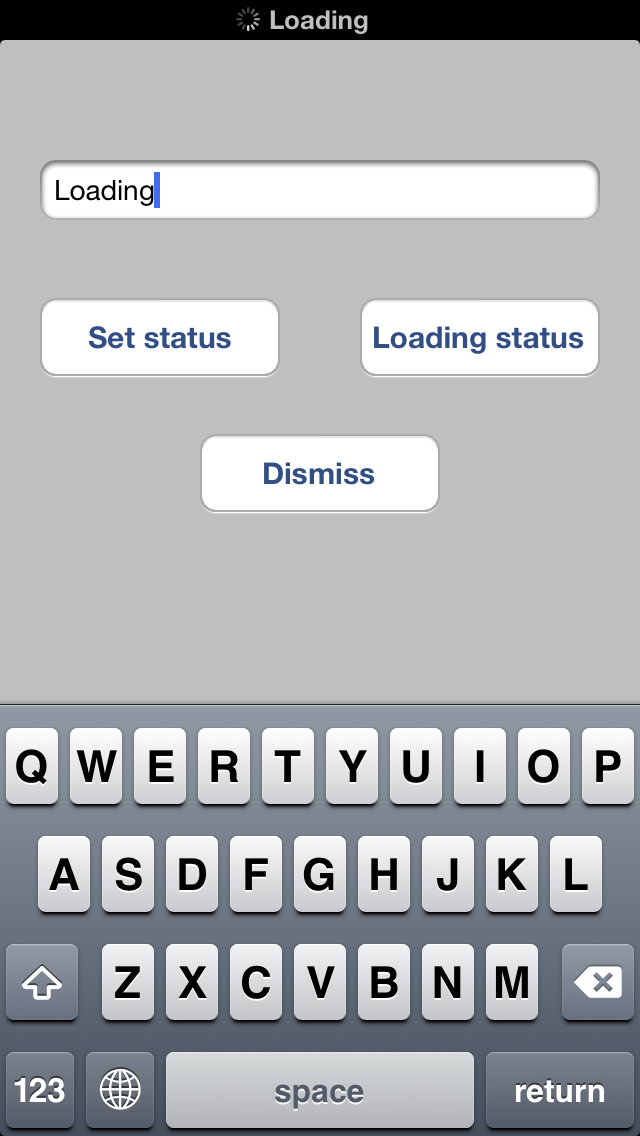 Loading
Loading
Set status Loading status
Dismiss
Q W E R T Y U I O P
A S D F G H J K L
Z X C V B N M
123 space return